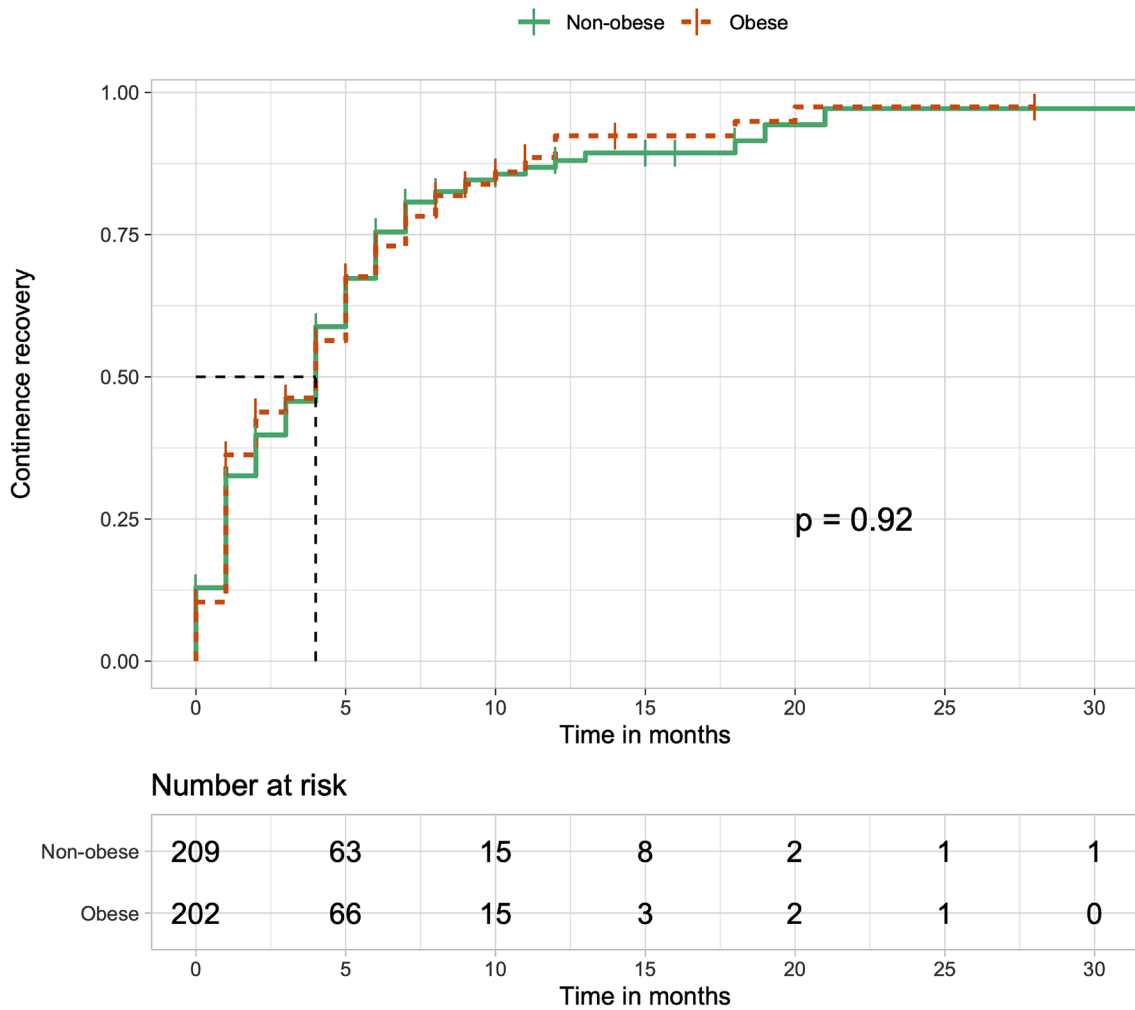 Non-obese Obese
1.00
0.75
0.50
0.25
0.00
Continence recovery
p = 0.92
0 5 10 15 20 25 30
Time in months
Number at risk
Non-obese 209 63 15 8 2 1 1
Obese 202 66 15 3 2 1 0
0 5 10 15 20 25 30
Time in months